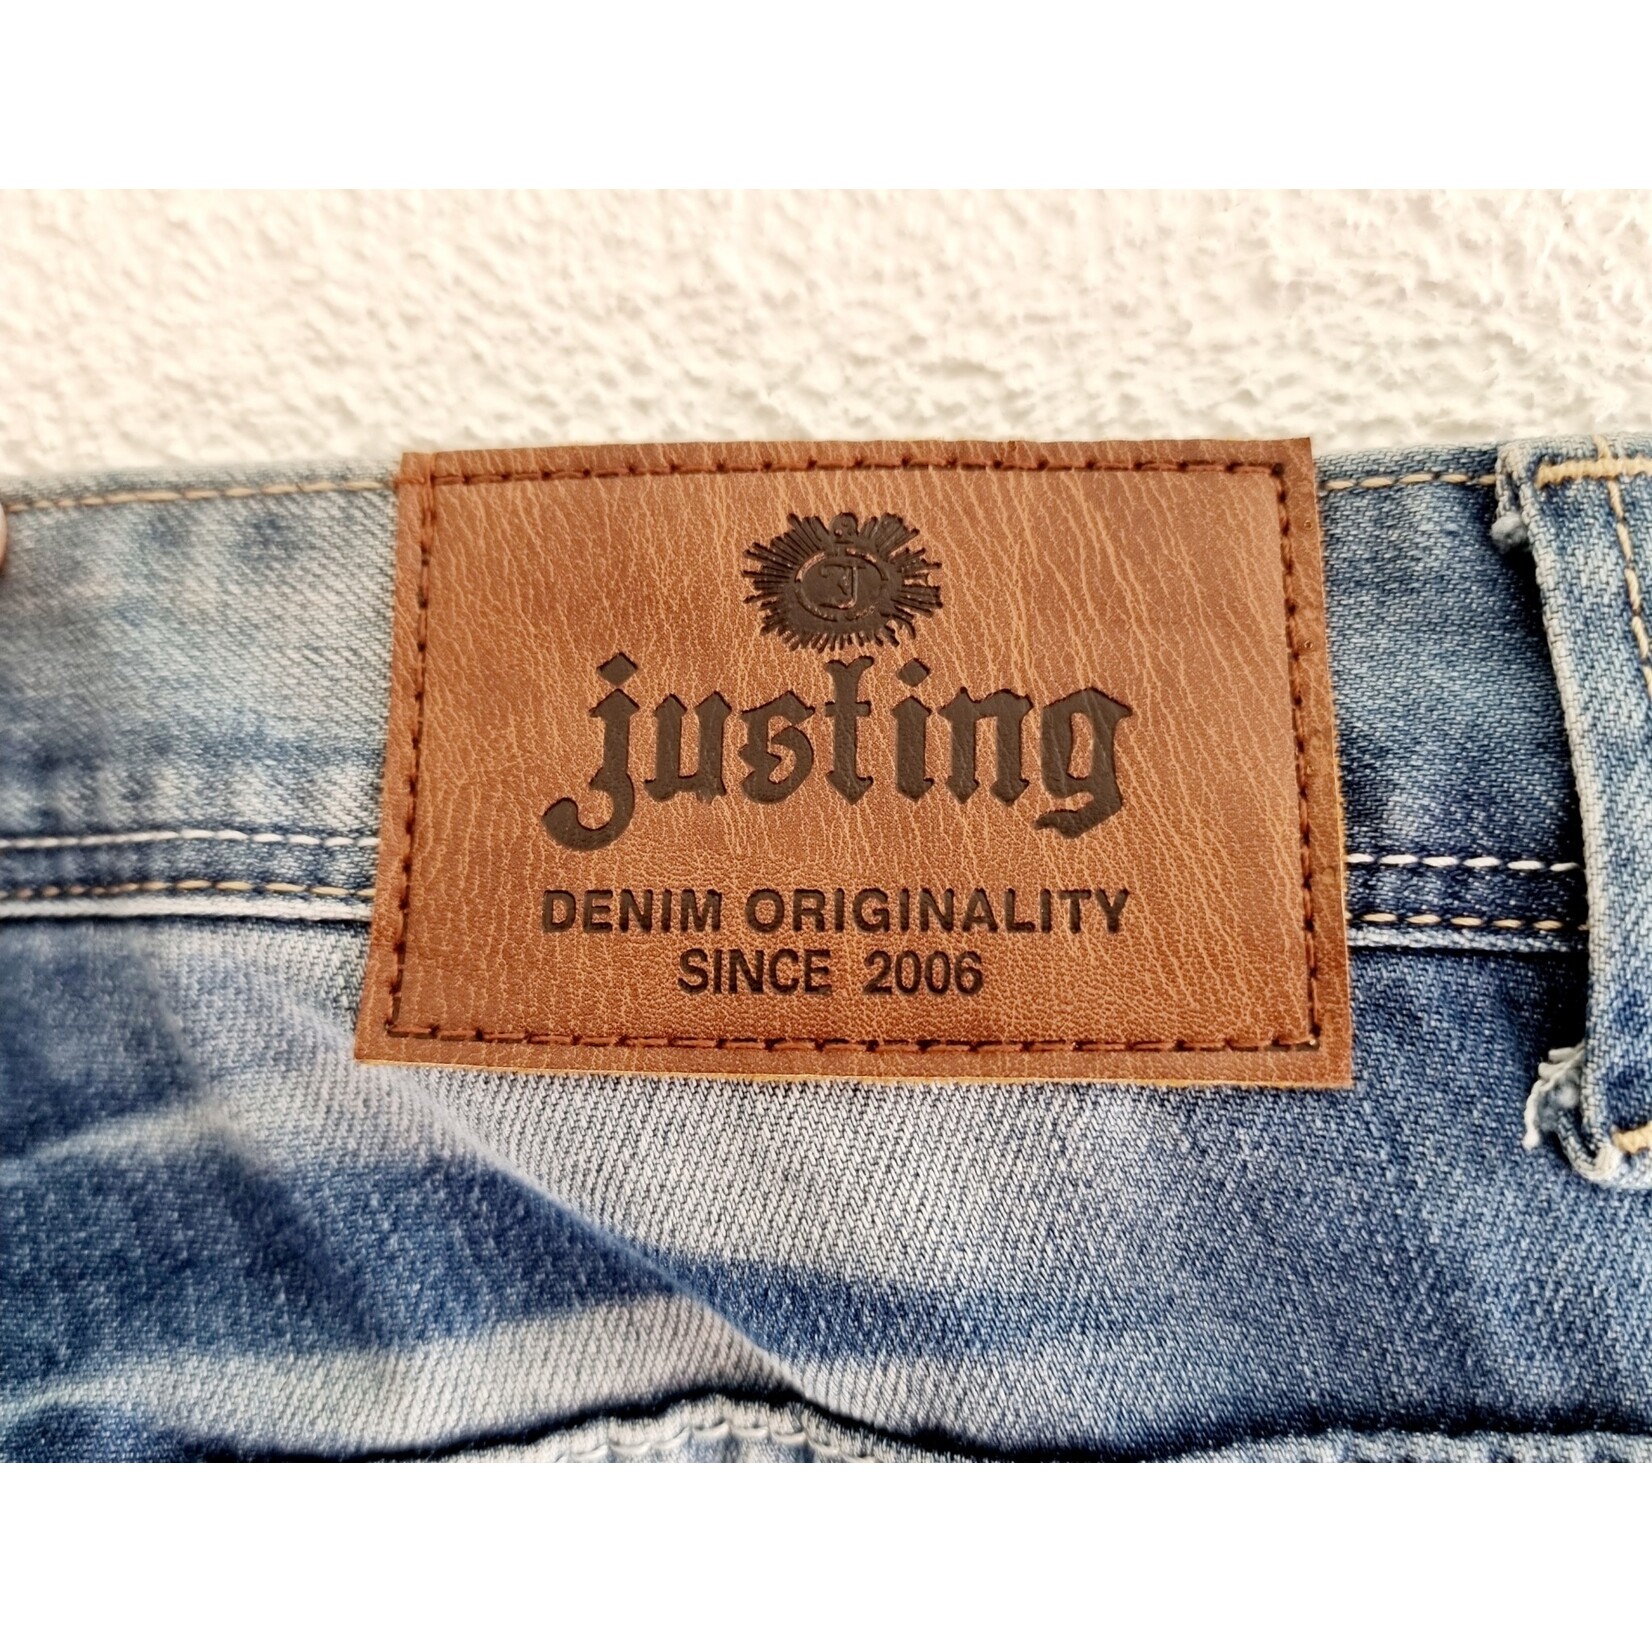 justing
DENIM ORIGINALITY
SINCE 2006